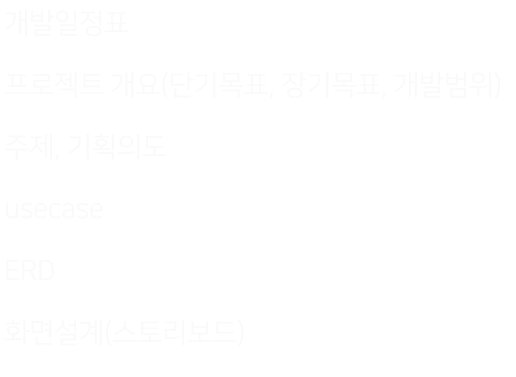 개발일정표
프로젝트 개요(단기목표, 장기목표, 개발범위)
주제, 기획의도
usecase
ERD
화면설계(스토리보드)